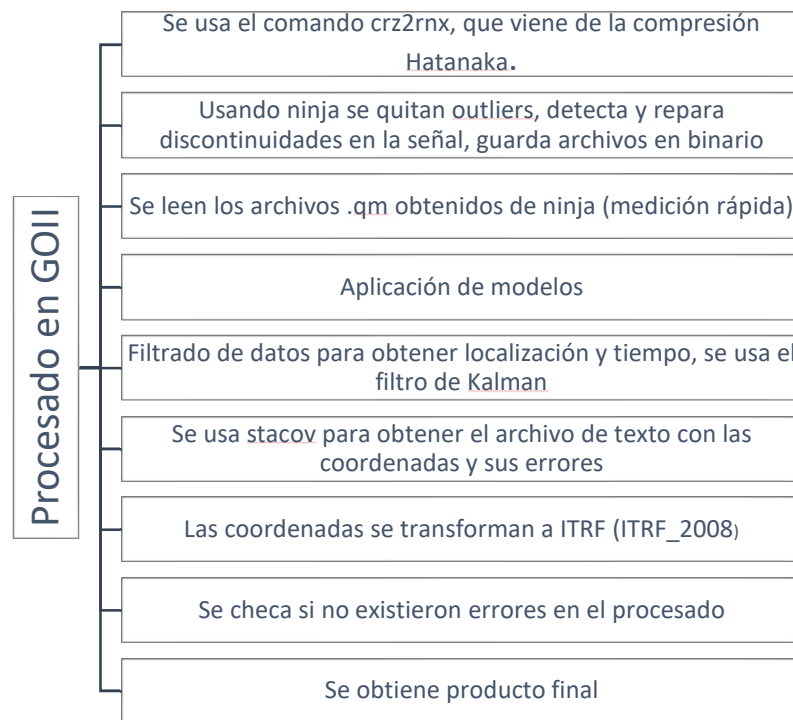 Procesado en GOII
Se usa el comando crz2rnx, que viene de la compresión
Hatanaka.
Usando ninja se quitan outliers, detecta y repara
discontinuidades en la señal, guarda archivos en binario
Se leen los archivos .qm obtenidos de ninja (medición rápida)
Aplicación de modelos
Filtrado de datos para obtener localización y tiempo, se usa el
filtro de Kalman
Se usa stacov para obtener el archivo de texto con las
coordenadas y sus errores
Las coordenadas se transforman a ITRF (ITRF_2008)
Se checa si no existieron errores en el procesado
Se obtiene producto final